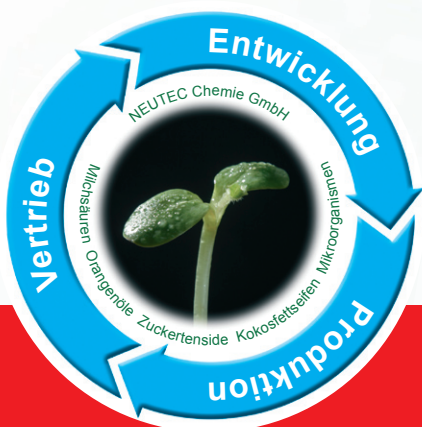 Entwicklung
Produktion
Vertrieb
NEUTEC Chemie GmbH
Milchsäuren Orangenöle Zuckertenside Kokosfettseifen Mikroorganismen